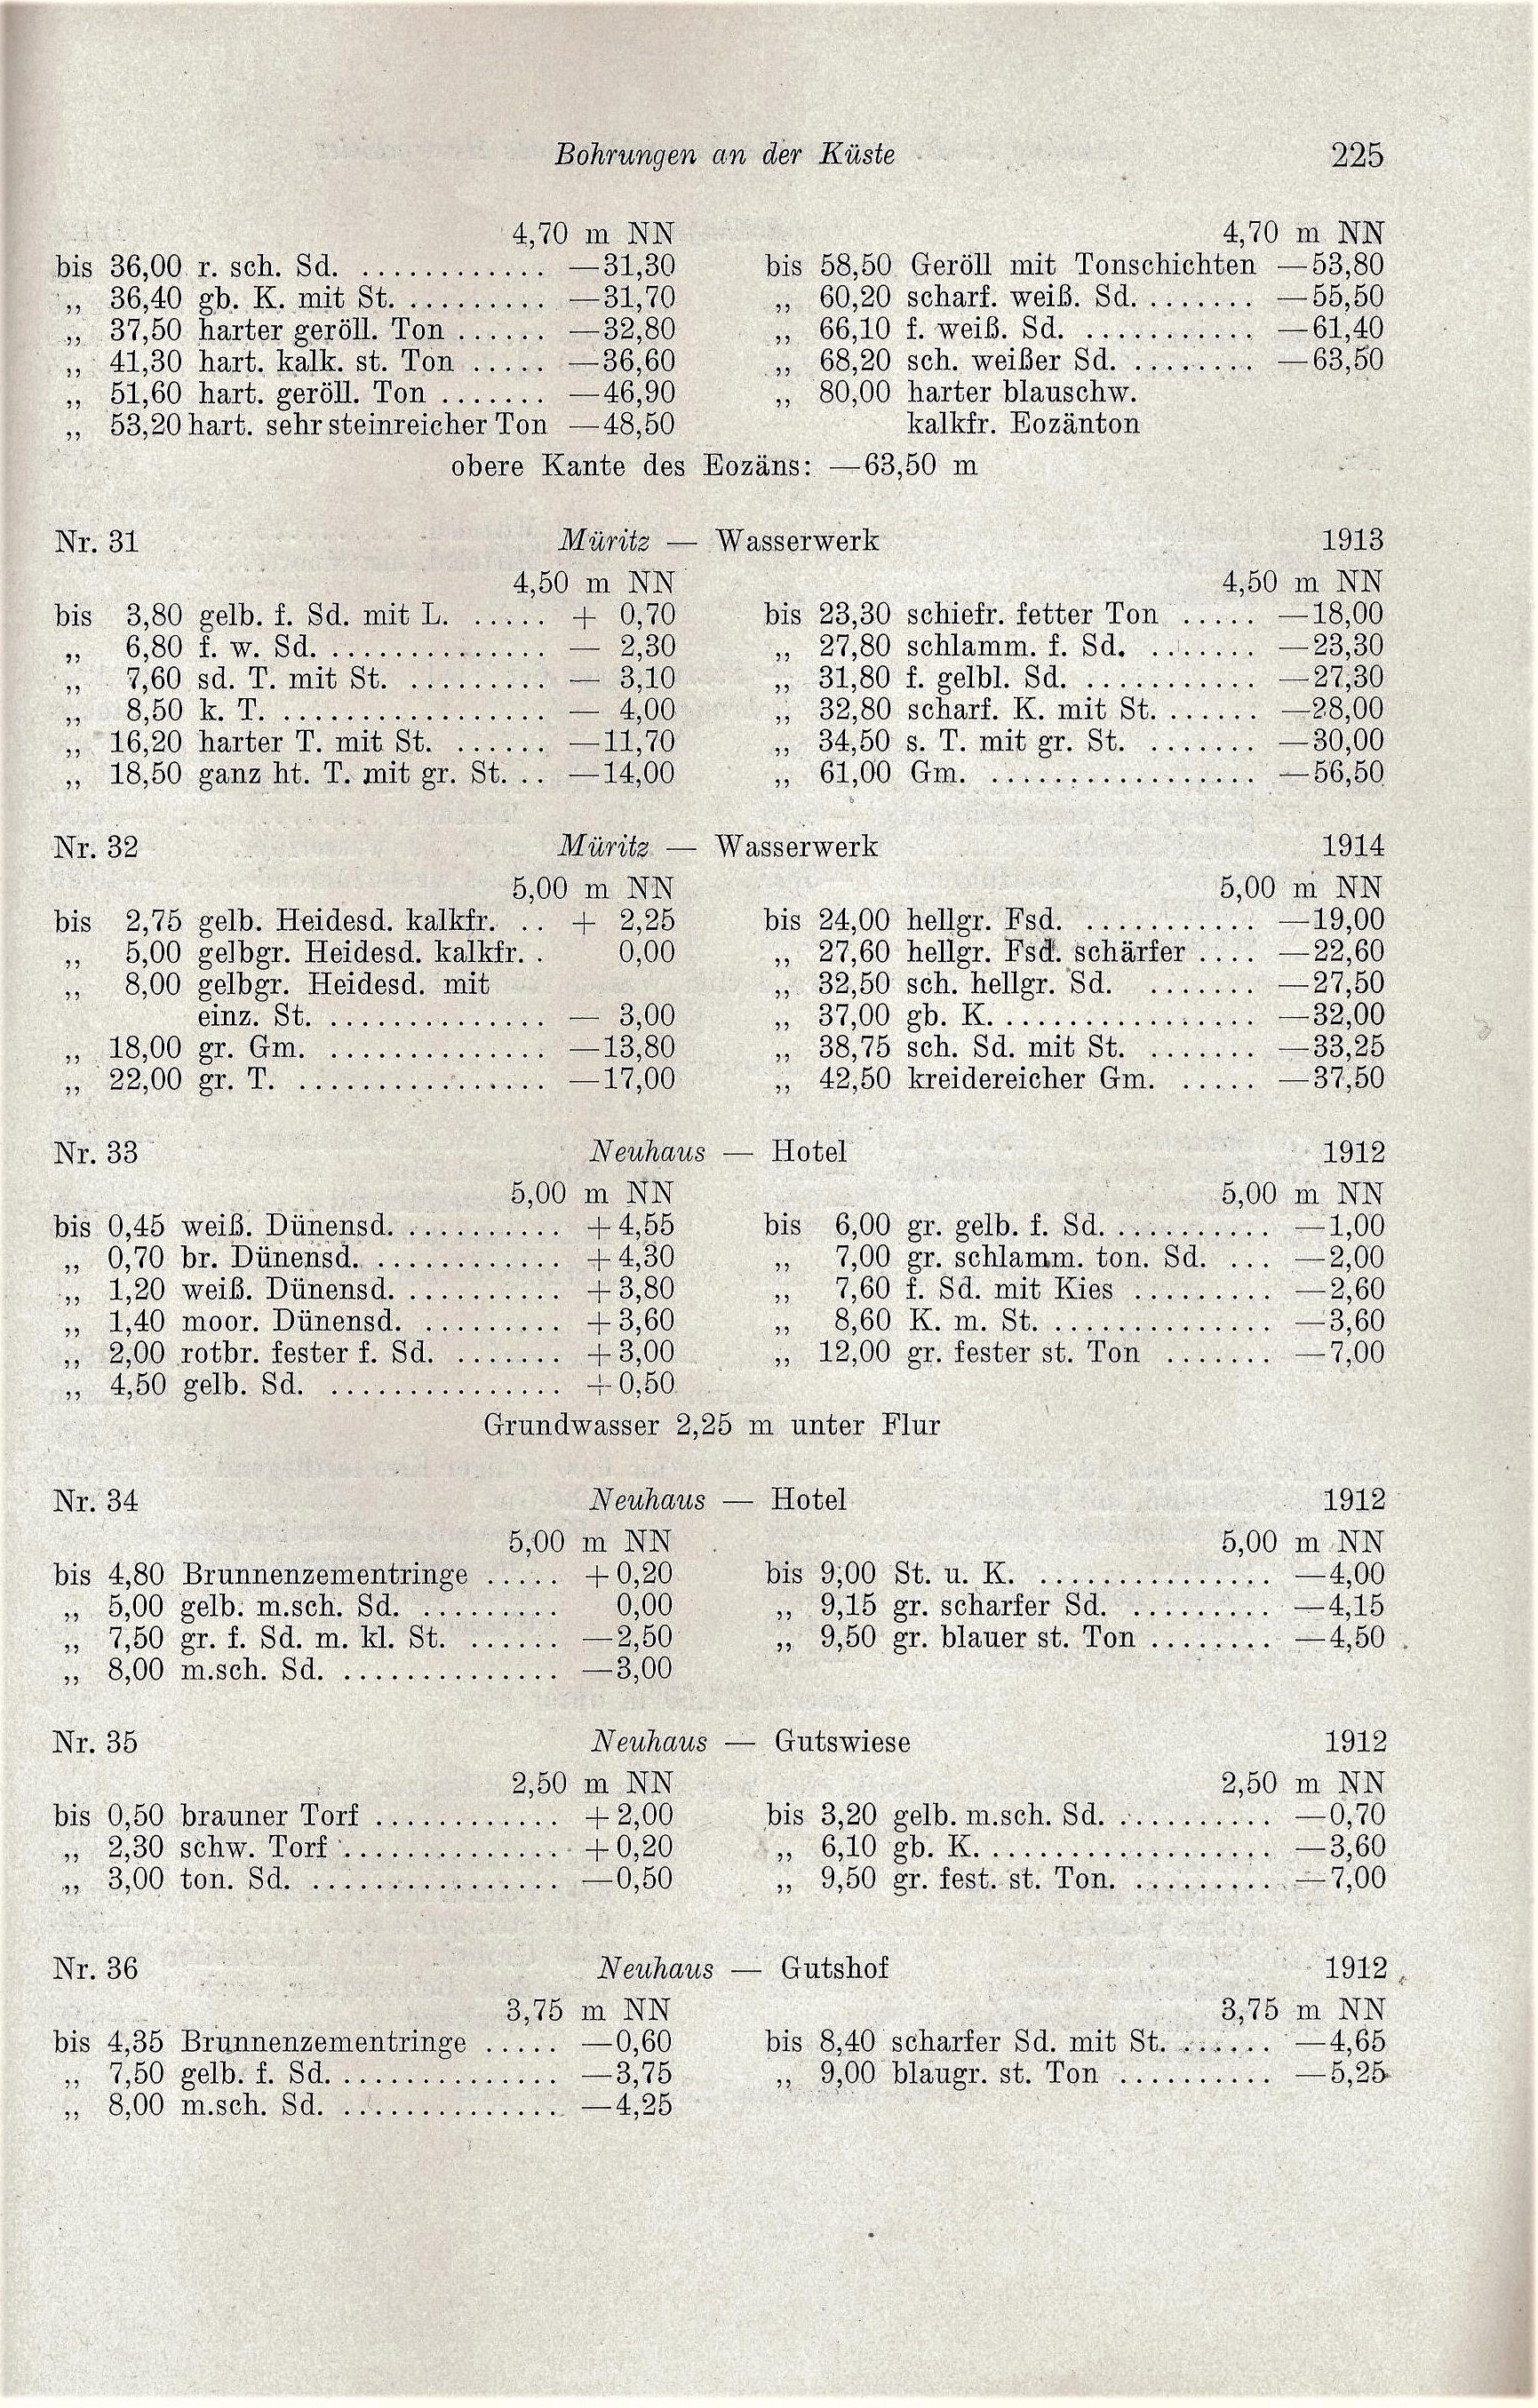 Bohrungen an der Küste 225
4,70 m NN
bis 36,00 r. sch. Sd. ............ —31,30
„ 36,40 gb. K. mit St. ......... —31,70
„ 37,50 harter geröll. Ton ...... —32,80
„ 41,30 hart. kalk. st. Ton ..... —36,60
„ 51,60 hart. geröll. Ton ....... —46,90
„ 53,20 hart. sehr steinreicher Ton —48,50
4,70 m NN
bis 58,50 Geröll mit Tonschichten —53,80
„ 60,20 scharf. weiß. Sd. ....... —55,50
„ 66,10 f. weiß. Sd. ........... —61,40
„ 68,20 sch. weißer Sd. ........ —63,50
„ 80,00 harter blauschw.
kalkfr. Eozänton
obere Kante des Eozäns: —63,50 m
Nr. 31 Müritz — Wasserwerk 1913
4,50 m NN
bis 3,80 gelb. f. Sd. mit L. ..... + 0,70
„ 6,80 f. w. Sd. .............. — 2,30
„ 7,60 sd. T. mit St. ......... — 3,10
„ 8,50 k. T. ................. — 4,00
„ 16,20 harter T. mit St. ...... —11,70
„ 18,50 ganz ht. T. mit gr. St. .. —14,00
4,50 m NN
bis 23,30 schiefr. fetter Ton ..... —18,00
„ 27,80 schlamm. f. Sd. ....... —23,30
„ 31,80 f. gelbl. Sd. ........... —27,30
„ 32,80 scharf. K. mit St. ...... —28,00
„ 34,50 s. T. mit gr. St. ....... —30,00
„ 61,00 Gm. ................. —56,50
Nr. 32 Müritz — Wasserwerk 1914
5,00 m NN
bis 2,75 gelb. Heidesd. kalkfr. .. + 2,25
„ 5,00 gelbgr. Heidesd. kalkfr. . 0,00
„ 8,00 gelbgr. Heidesd. mit
einz. St. .............. — 3,00
„ 18,00 gr. Gm. .............. —13,80
„ 22,00 gr. T. ................ —17,00
5,00 m NN
bis 24,00 hellgr. Fsd. ........... —19,00
„ 27,60 hellgr. Fsd. schärfer .... —22,60
„ 32,50 sch. hellgr. Sd. ....... —27,50
„ 37,00 gb. K. ................ —32,00
„ 38,75 sch. Sd. mit St. ....... —33,25
„ 42,50 kreidereicher Gm. ..... —37,50
Nr. 33 Neuhaus — Hotel 1912
5,00 m NN
bis 0,45 weiß. Dünensd. .......... +4,55
„ 0,70 br. Dünensd. ............ +4,30
„ 1,20 weiß. Dünensd. .......... +3,80
„ 1,40 moor. Dünensd. ......... +3,60
„ 2,00 rotbr. fester f. Sd. ....... +3,00
„ 4,50 gelb. Sd. ............... +0,50
5,00 m NN
bis 6,00 gr. gelb. f. Sd. .......... —1,00
„ 7,00 gr. schlamm. ton. Sd. ... —2,00
„ 7,60 f. Sd. mit Kies ......... —2,60
„ 8,60 K. m. St. .............. —3,60
„ 12,00 gr. fester st. Ton ....... —7,00
Grundwasser 2,25 m unter Flur
Nr. 34 Neuhaus — Hotel 1912
5,00 m NN
bis 4,80 Brunnenzementringe ..... +0,20
„ 5,00 gelb. m.sch. Sd. ......... 0,00
„ 7,50 gr. f. Sd. m. kl. St. ...... —2,50
„ 8,00 m.sch. Sd. .............. —3,00
5,00 m NN
bis 9,00 St. u. K. ............... —4,00
„ 9,15 gr. scharfer Sd. ......... —4,15
„ 9,50 gr. blauer st. Ton ........ —4,50
Nr. 35 Neuhaus — Gutswiese 1912
2,50 m NN
bis 0,50 brauner Torf ............ +2,00
„ 2,30 schw. Torf .............. +0,20
„ 3,00 ton. Sd. ................ —0,50
2,50 m NN
bis 3,20 gelb. m.sch. Sd. .......... —0,70
„ 6,10 gb. K. .................. —3,60
„ 9,50 gr. fest. st. Ton. ......... —7,00
Nr. 36 Neuhaus — Gutshof 1912
3,75 m NN
bis 4,35 Brunnenzementringe ..... —0,60
„ 7,50 gelb. f. Sd. .............. —3,75
„ 8,00 m.sch. Sd. .............. —4,25
3,75 m NN
bis 8,40 scharfer Sd. mit St. ...... —4,65
„ 9,00 blaugr. st. Ton .......... —5,25